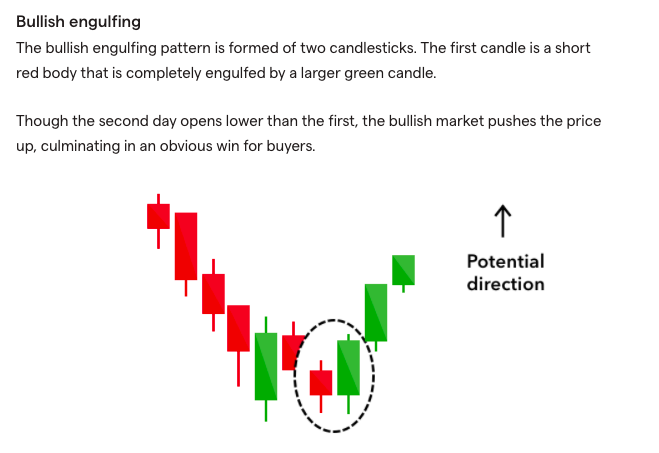 Bullish engulfing
The bullish engulfing pattern is formed of two candlesticks. The first candle is a short
red body that is completely engulfed by a larger green candle.
Though the second day opens lower than the first, the bullish market pushes the price
up, culminating in an obvious win for buyers.
Potential
direction